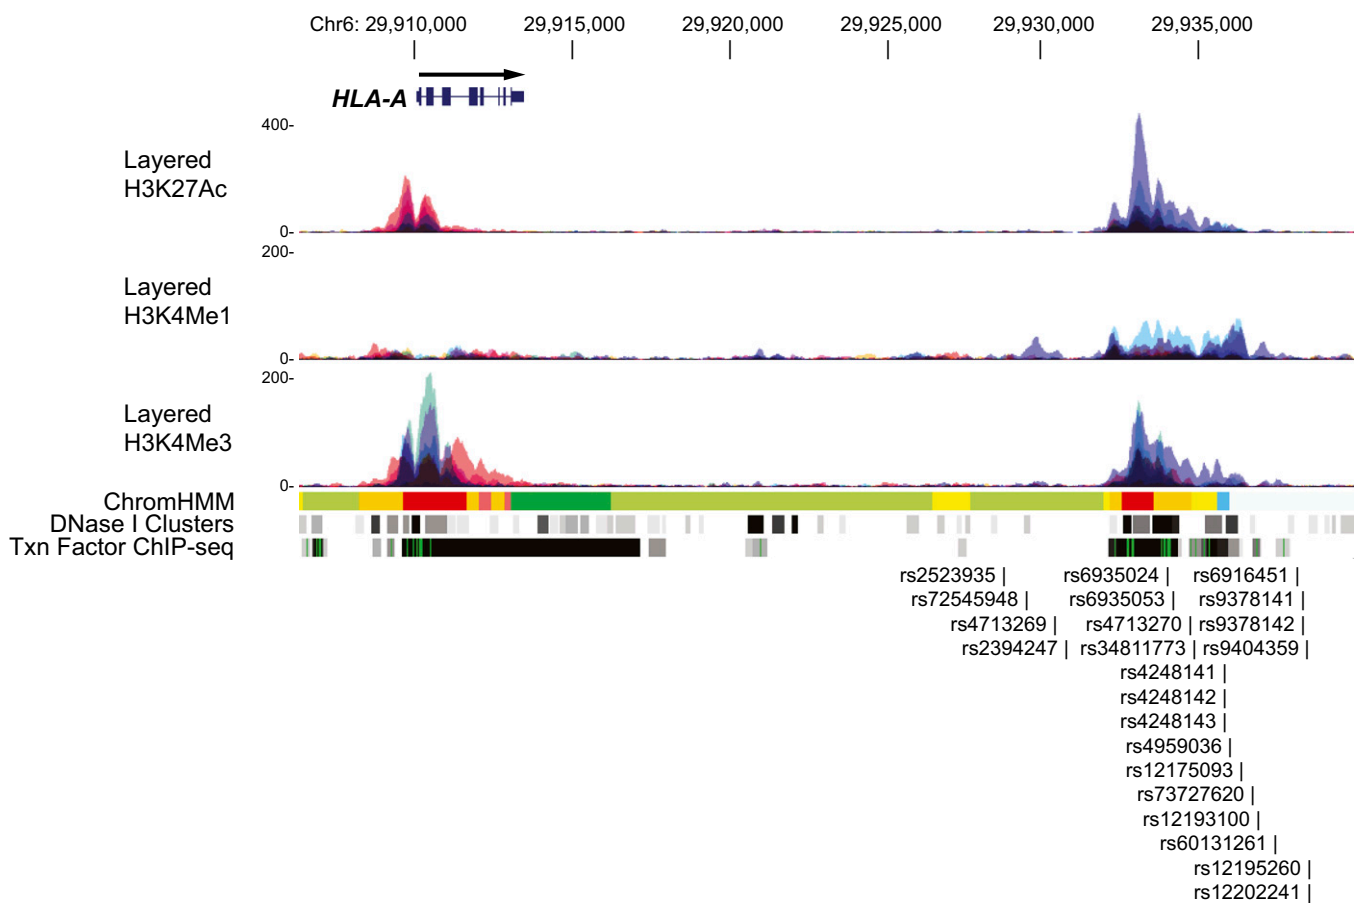 Chr6: 29,910,000 29,915,000 29,920,000 29,925,000 29,930,000 29,935,000
HLA-A
400-
Layered
H3K27Ac
0-
200-
Layered
H3K4Me1
0-
200-
Layered
H3K4Me3
0-
ChromHMM
DNase I Clusters
Txn Factor ChIP-seq
rs2523935 | rs6935024 | rs6916451 |
rs72545948 | rs6935053 | rs9378141 |
rs4713269 | rs4713270 | rs9378142 |
rs2394247 | rs34811773 | rs9404359 |
rs4248141 |
rs4248142 |
rs4248143 |
rs4959036 |
rs12175093 |
rs73727620 |
rs12193100 |
rs60131261 |
rs12195260 |
rs12202241 |